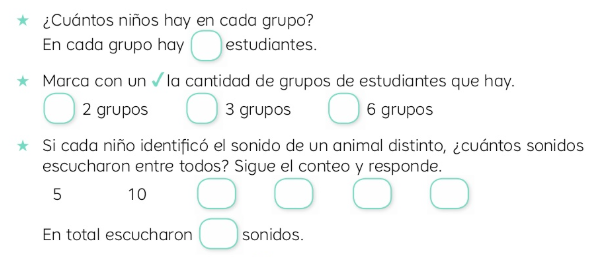 ★ ¿Cuántos niños hay en cada grupo?
En cada grupo hay estudiantes.
★ Marca con un ✓ la cantidad de grupos de estudiantes que hay.
2 grupos 3 grupos 6 grupos
★ Si cada niño identificó el sonido de un animal distinto, ¿cuántos sonidos
escucharon entre todos? Sigue el conteo y responde.
5 10
En total escucharon sonidos.